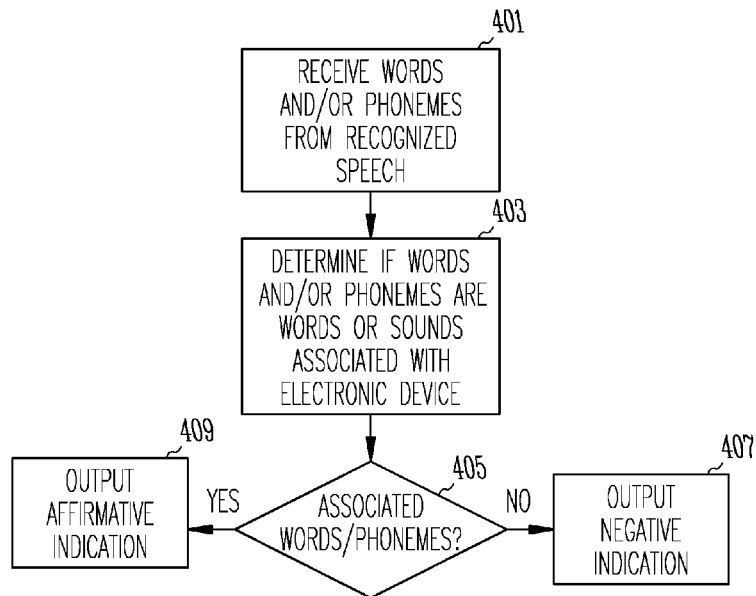 401
RECEIVE WORDS
AND/OR PHONEMES
FROM RECOGNIZED
SPEECH
403
DETERMINE IF WORDS
AND/OR PHONEMES ARE
WORDS OR SOUNDS
ASSOCIATED WITH
ELECTRONIC DEVICE
409
OUTPUT
AFFIRMATIVE
INDICATION
YES
405
ASSOCIATED
WORDS/PHONEMES?
NO
407
OUTPUT
NEGATIVE
INDICATION